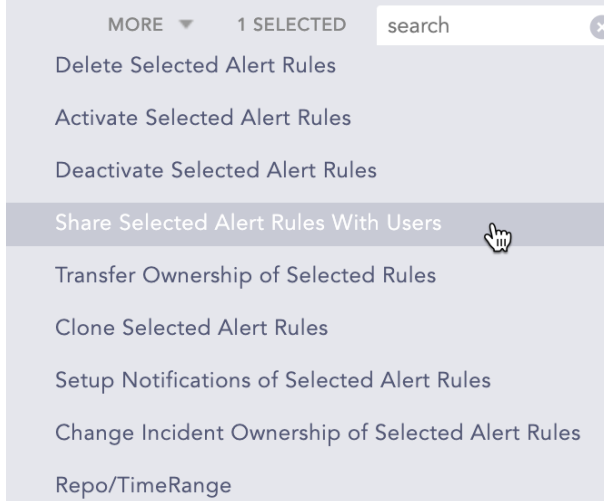 MORE 1 SELECTED search
Delete Selected Alert Rules
Activate Selected Alert Rules
Deactivate Selected Alert Rules
Share Selected Alert Rules With Users
Transfer Ownership of Selected Rules
Clone Selected Alert Rules
Setup Notifications of Selected Alert Rules
Change Incident Ownership of Selected Alert Rules
Repo/TimeRange